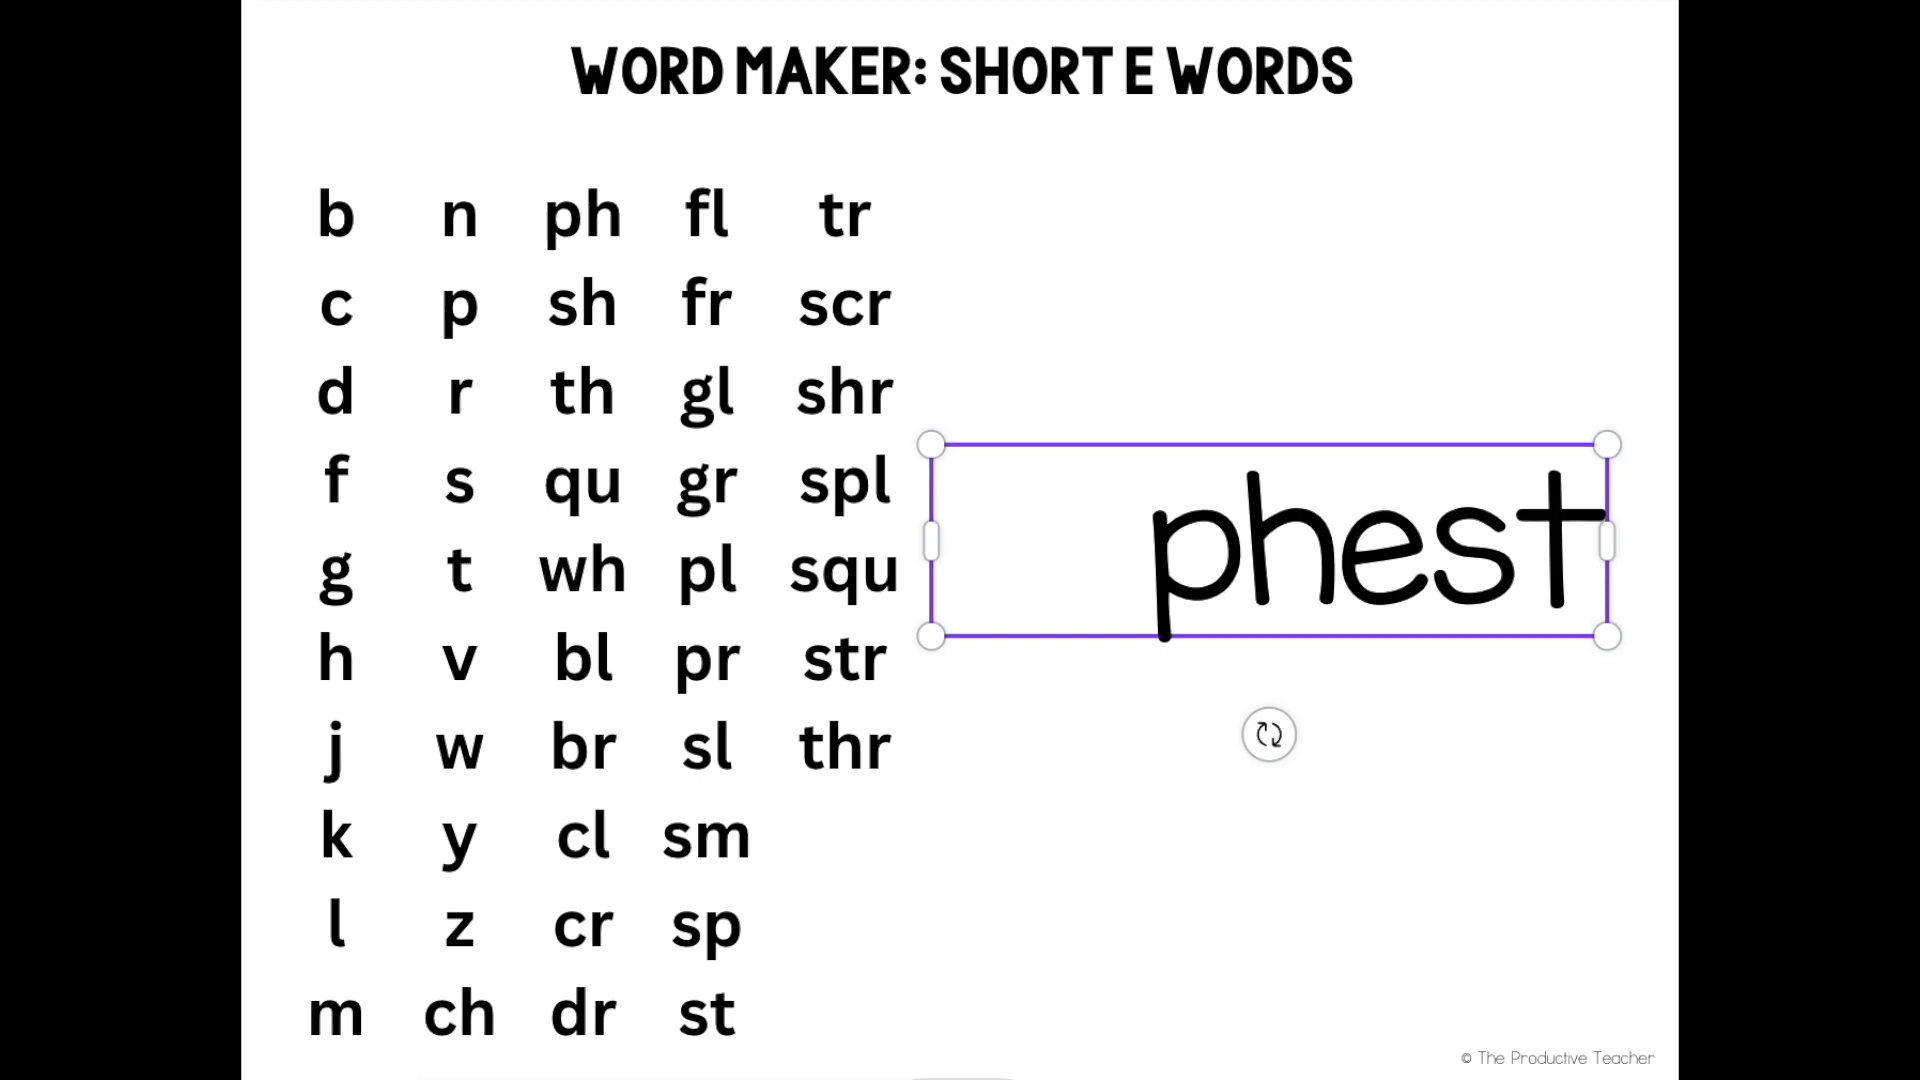 WORD MAKER: SHORT E WORDS
b n ph fl tr
c p sh fr scr
d r th gl shr
f s qu gr spl
g t wh pl squ
h v bl pr str
j w br sl thr
k y cl sm
l z cr sp
m ch dr st
phest
© The Productive Teacher